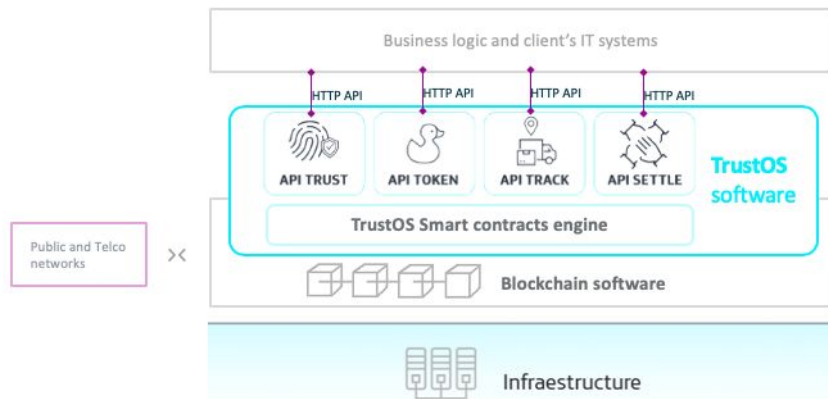 Business logic and client's IT systems
HTTP API
HTTP API
HTTP API
HTTP API
API TRUST
API TOKEN
API TRACK
API SETTLE
TrustOS
software
TrustOS Smart contracts engine
Public and Telco
networks
Blockchain software
Infraestructure